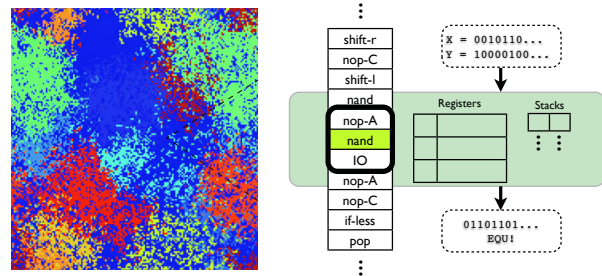 shift-r
nop-C
shift-l
nand
nop-A
nand
IO
nop-A
nop-C
if-less
pop
X = 0010110...
Y = 10000100...
Registers
Stacks
01101101...
EQU!